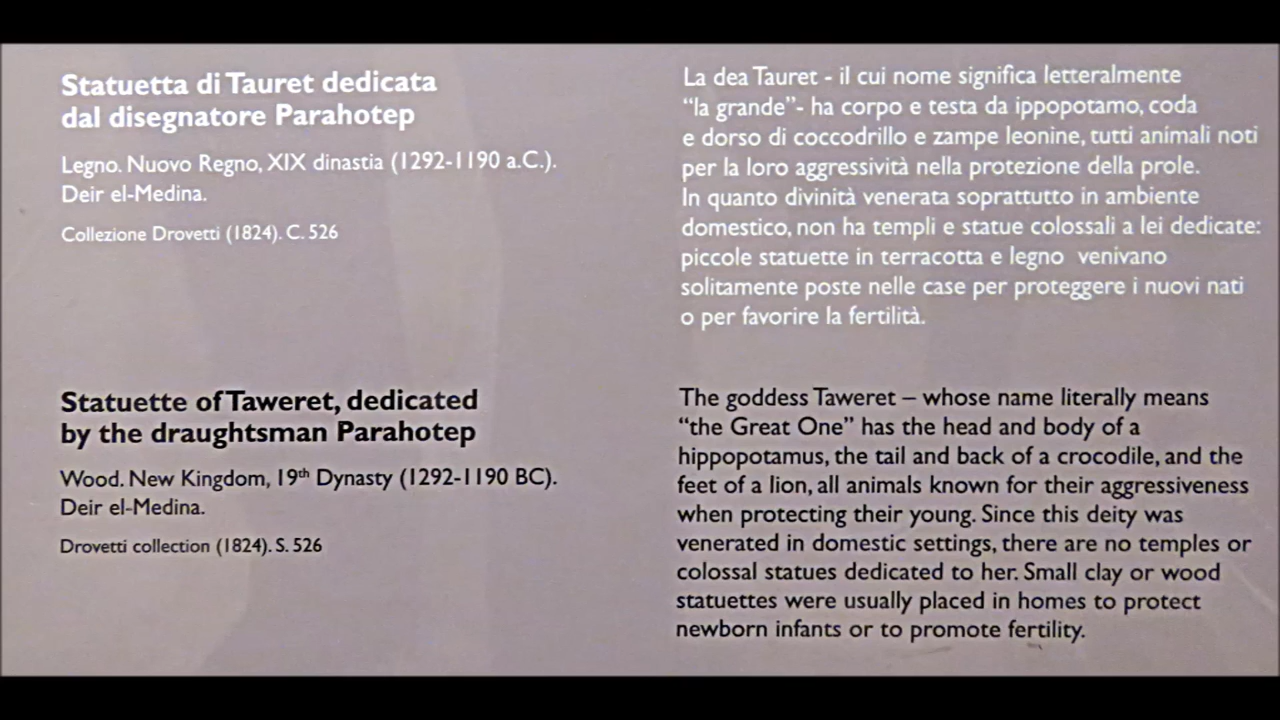 Statuetta di Tauret dedicata
dal disegnatore Parahotep
Legno. Nuovo Regno, XIX dinastia (1292-1190 a.C.).
Deir el-Medina.
Collezione Drovetti (1824). C. 526
La dea Tauret - il cui nome significa letteralmente
“la grande”- ha corpo e testa da ippopotamo, coda
e dorso di coccodrillo e zampe leonine, tutti animali noti
per la loro aggressività nella protezione della prole.
In quanto divinità venerata soprattutto in ambiente
domestico, non ha templi e statue colossali a lei dedicate:
piccole statuette in terracotta e legno venivano
solitamente poste nelle case per proteggere i nuovi nati
o per favorire la fertilità.
Statuette of Taweret, dedicated
by the draughtsman Parahotep
Wood. New Kingdom, 19th Dynasty (1292-1190 BC).
Deir el-Medina.
Drovetti collection (1824). S. 526
The goddess Taweret – whose name literally means
“the Great One” has the head and body of a
hippopotamus, the tail and back of a crocodile, and the
feet of a lion, all animals known for their aggressiveness
when protecting their young. Since this deity was
venerated in domestic settings, there are no temples or
colossal statues dedicated to her. Small clay or wood
statuettes were usually placed in homes to protect
newborn infants or to promote fertility.